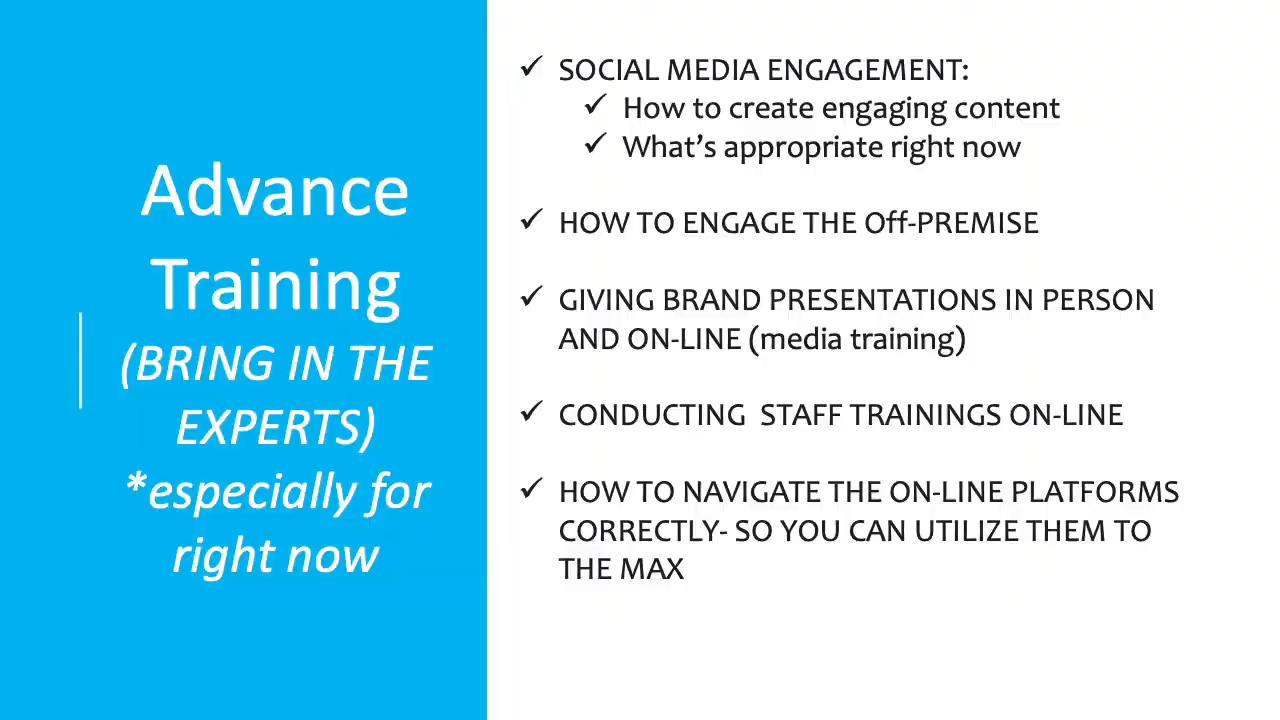 Advance
Training
(BRING IN THE
EXPERTS)
*especially for
right now
✓ SOCIAL MEDIA ENGAGEMENT:
✓ How to create engaging content
✓ What’s appropriate right now
✓ HOW TO ENGAGE THE Off-PREMISE
✓ GIVING BRAND PRESENTATIONS IN PERSON
AND ON-LINE (media training)
✓ CONDUCTING  STAFF TRAININGS ON-LINE
✓ HOW TO NAVIGATE THE ON-LINE PLATFORMS
CORRECTLY- SO YOU CAN UTILIZE THEM TO
THE MAX